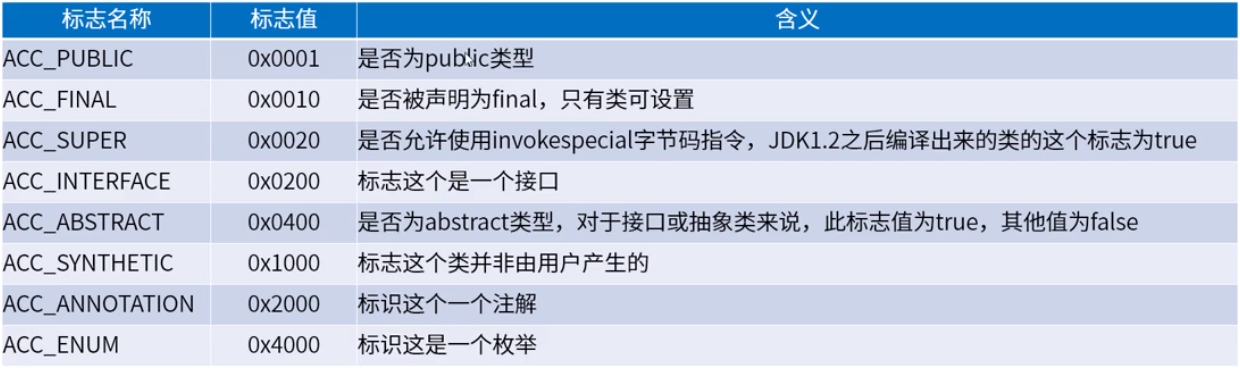 标志名称 标志值 含义
ACC_PUBLIC 0x0001 是否为public类型
ACC_FINAL 0x0010 是否被声明为final，只有类可设置
ACC_SUPER 0x0020 是否允许使用invokespecial字节码指令，JDK1.2之后编译出来的类的这个标志为true
ACC_INTERFACE 0x0200 标志这个是一个接口
ACC_ABSTRACT 0x0400 是否为abstract类型，对于接口或抽象类来说，此标志值为true，其他值为false
ACC_SYNTHETIC 0x1000 标志这个类并非由用户产生的
ACC_ANNOTATION 0x2000 标识这个一个注解
ACC_ENUM 0x4000 标识这是一个枚举